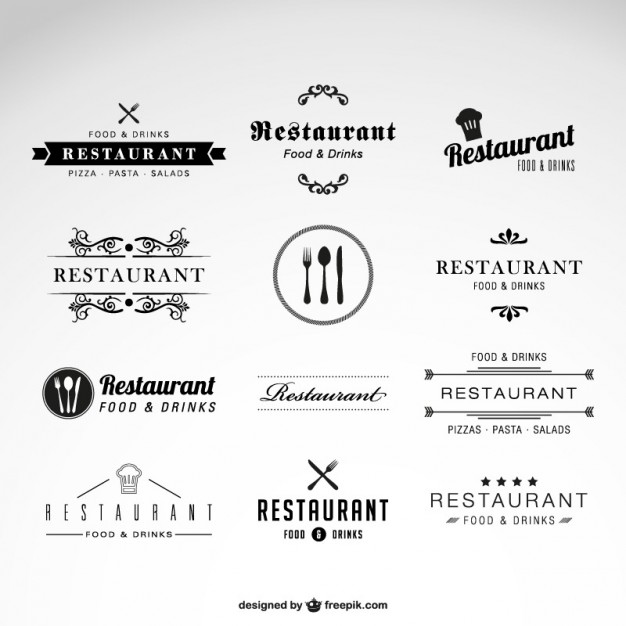 FOOD & DRINKS
RESTAURANT
PIZZA · PASTA · SALADS
Restaurant
Food & Drinks
Restaurant
FOOD & DRINKS
RESTAURANT
RESTAURANT
FOOD & DRINKS
Restaurant
FOOD & DRINKS
Restaurant
FOOD & DRINKS
RESTAURANT
PIZZAS · PASTA · SALADS
RESTAURANT
FOOD & DRINKS
RESTAURANT
FOOD & DRINKS
RESTAURANT
FOOD & DRINKS
designed by freepik.com